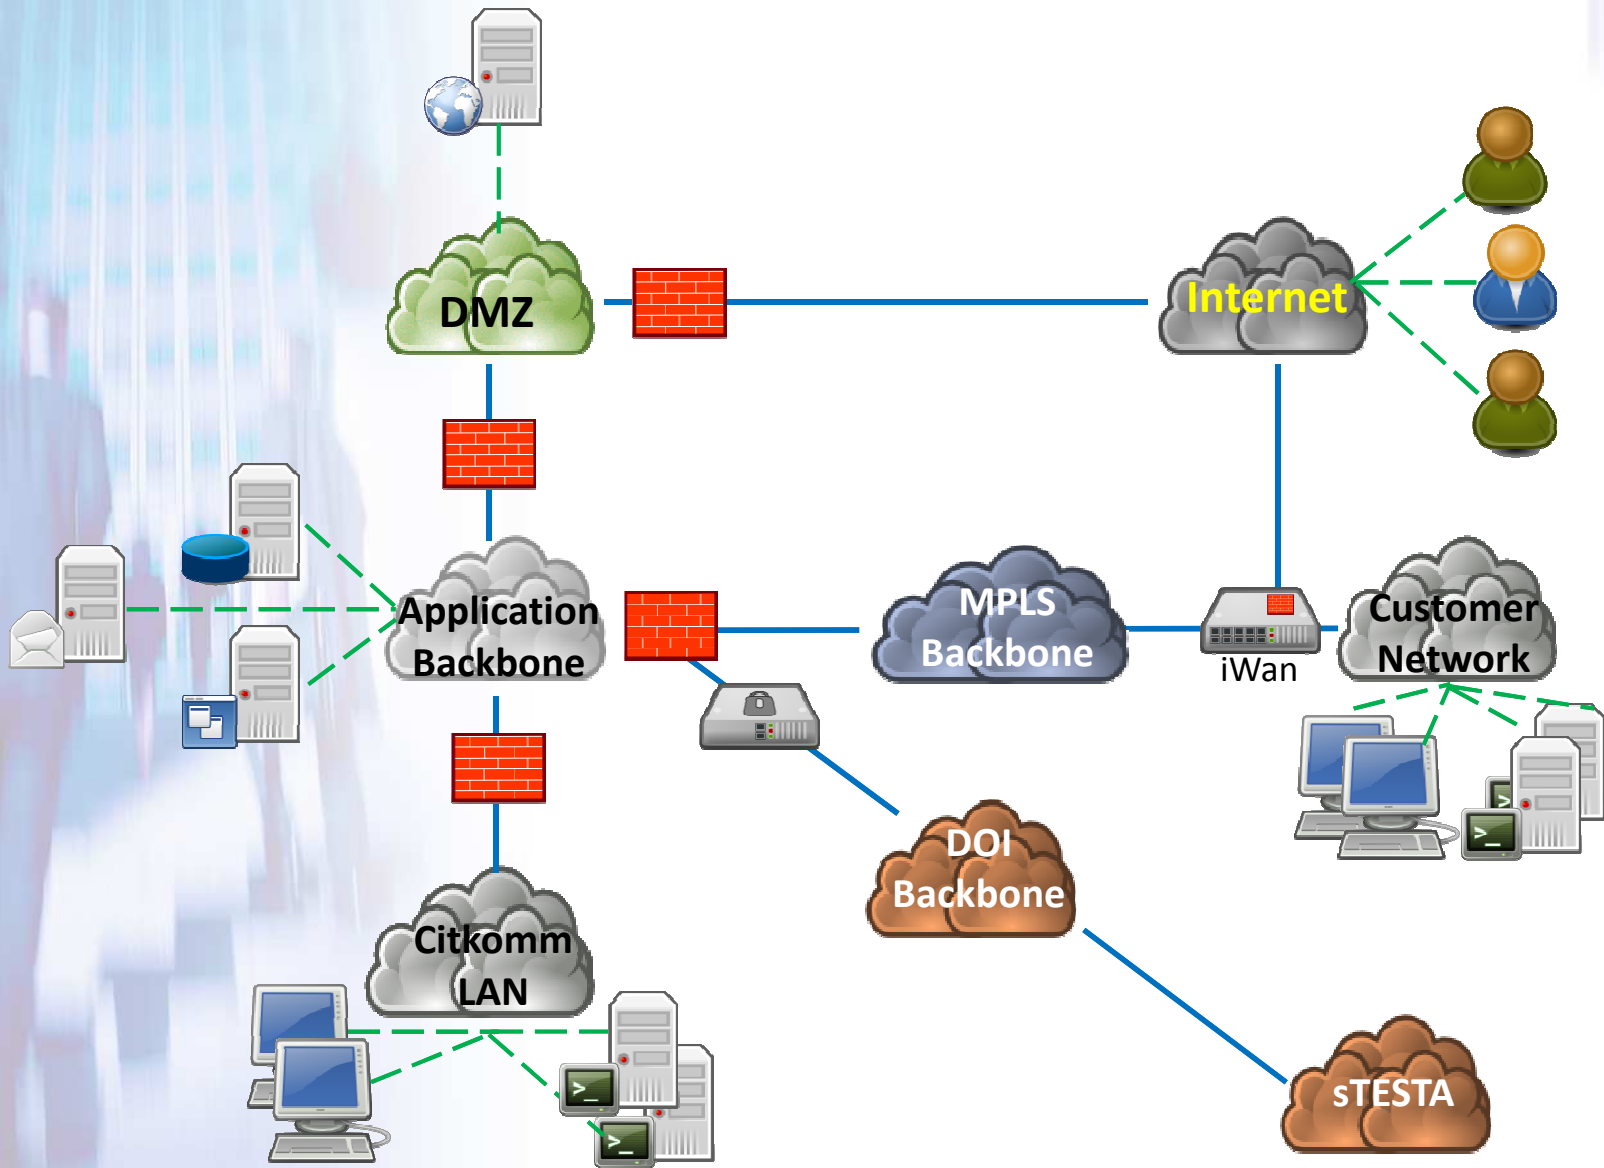 DMZ
Internet
Application
Backbone
MPLS
Backbone
iWan
Customer
Network
DOI
Backbone
Citkomm
LAN
sTESTA
>_
>_
>_
>_